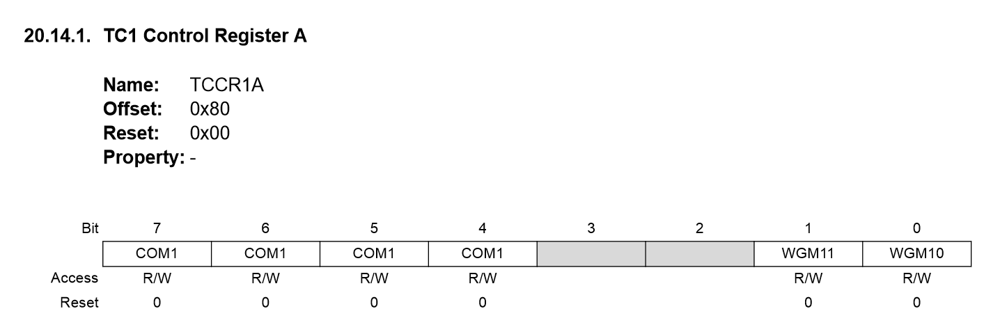 20.14.1. TC1 Control Register A
Name: TCCR1A
Offset: 0x80
Reset: 0x00
Property: -
Bit 7 6 5 4 3 2 1 0
COM1 COM1 COM1 COM1 WGM11 WGM10
Access R/W R/W R/W R/W R/W R/W
Reset 0 0 0 0 0 0